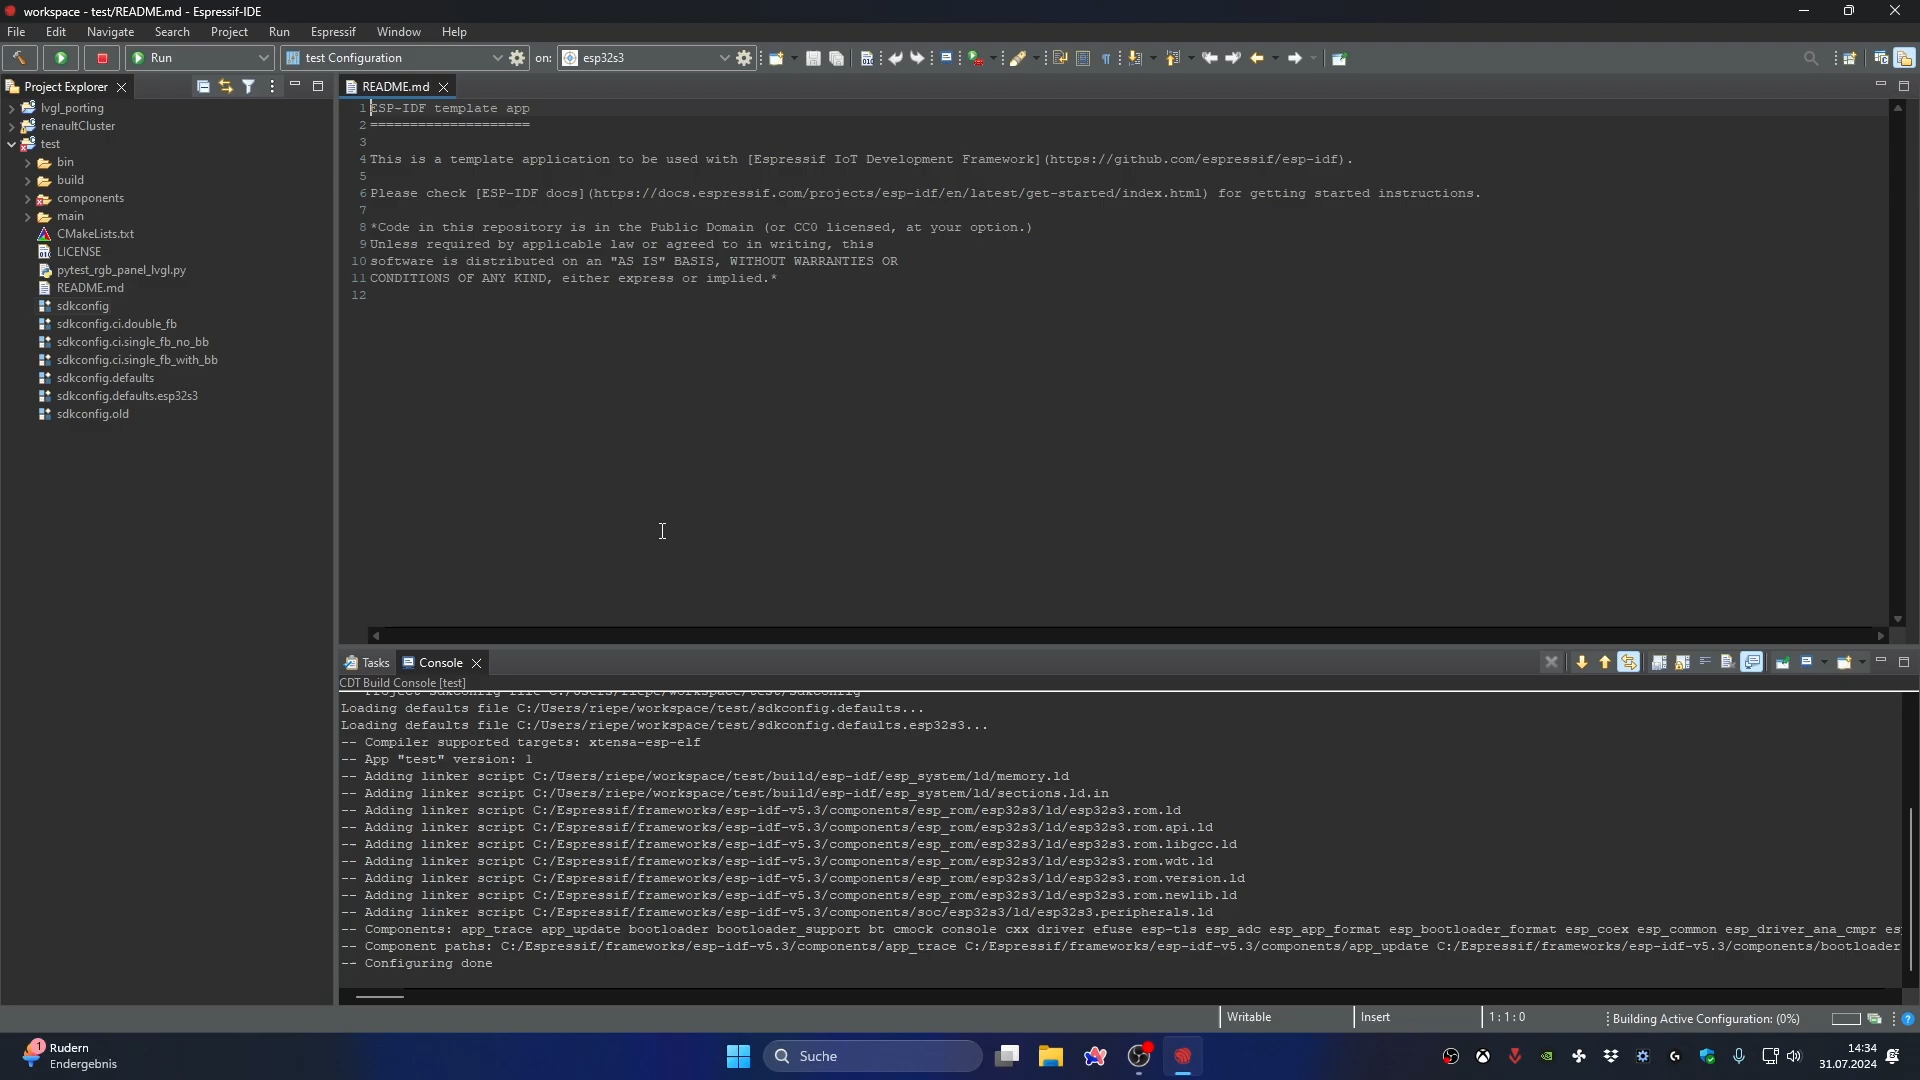 workspace - test/README.md - Espressif-IDE
File Edit Navigate Search Project Run Espressif Window Help
Run test Configuration on: esp32s3
Project Explorer
lvgl_porting
renaultCluster
test
bin
build
components
main
CMakeLists.txt
LICENSE
pytest_rgb_panel_lvgl.py
README.md
sdkconfig
sdkconfig.ci.double_fb
sdkconfig.ci.single_fb_no_bb
sdkconfig.ci.single_fb_with_bb
sdkconfig.defaults
sdkconfig.defaults.esp32s3
sdkconfig.old
README.md
1 ESP-IDF template app
2 ====================
3
4 This is a template application to be used with [Espressif IoT Development Framework](https://github.com/espressif/esp-idf).
5
6 Please check [ESP-IDF docs](https://docs.espressif.com/projects/esp-idf/en/latest/get-started/index.html) for getting started instructions.
7
8 *Code in this repository is in the Public Domain (or CC0 licensed, at your option.)
9 Unless required by applicable law or agreed to in writing, this
10 software is distributed on an "AS IS" BASIS, WITHOUT WARRANTIES OR
11 CONDITIONS OF ANY KIND, either express or implied.*
12
Tasks Console
CDT Build Console [test]
Loading defaults file C:/Users/riepe/workspace/test/sdkconfig.defaults...
Loading defaults file C:/Users/riepe/workspace/test/sdkconfig.defaults.esp32s3...
-- Compiler supported targets: xtensa-esp-elf
-- App "test" version: 1
-- Adding linker script C:/Users/riepe/workspace/test/build/esp-idf/esp_system/ld/memory.ld
-- Adding linker script C:/Users/riepe/workspace/test/build/esp-idf/esp_system/ld/sections.ld.in
-- Adding linker script C:/Espressif/frameworks/esp-idf-v5.3/components/esp_rom/esp32s3/ld/esp32s3.rom.ld
-- Adding linker script C:/Espressif/frameworks/esp-idf-v5.3/components/esp_rom/esp32s3/ld/esp32s3.rom.api.ld
-- Adding linker script C:/Espressif/frameworks/esp-idf-v5.3/components/esp_rom/esp32s3/ld/esp32s3.rom.libgcc.ld
-- Adding linker script C:/Espressif/frameworks/esp-idf-v5.3/components/esp_rom/esp32s3/ld/esp32s3.rom.wdt.ld
-- Adding linker script C:/Espressif/frameworks/esp-idf-v5.3/components/esp_rom/esp32s3/ld/esp32s3.rom.version.ld
-- Adding linker script C:/Espressif/frameworks/esp-idf-v5.3/components/esp_rom/esp32s3/ld/esp32s3.rom.newlib.ld
-- Adding linker script C:/Espressif/frameworks/esp-idf-v5.3/components/soc/esp32s3/ld/esp32s3.peripherals.ld
-- Components: app_trace app_update bootloader bootloader_support bt cmock console cxx driver efuse esp-tls esp_adc esp_app_format esp_bootloader_format esp_coex esp_common esp_driver_ana_cmpr es
-- Component paths: C:/Espressif/frameworks/esp-idf-v5.3/components/app_trace C:/Espressif/frameworks/esp-idf-v5.3/components/app_update C:/Espressif/frameworks/esp-idf-v5.3/components/bootloader
-- Configuring done
Writable Insert 1 : 1 : 0 Building Active Configuration: (0%)
1
Rudern
Endergebnis
Suche
14:34
31.07.2024